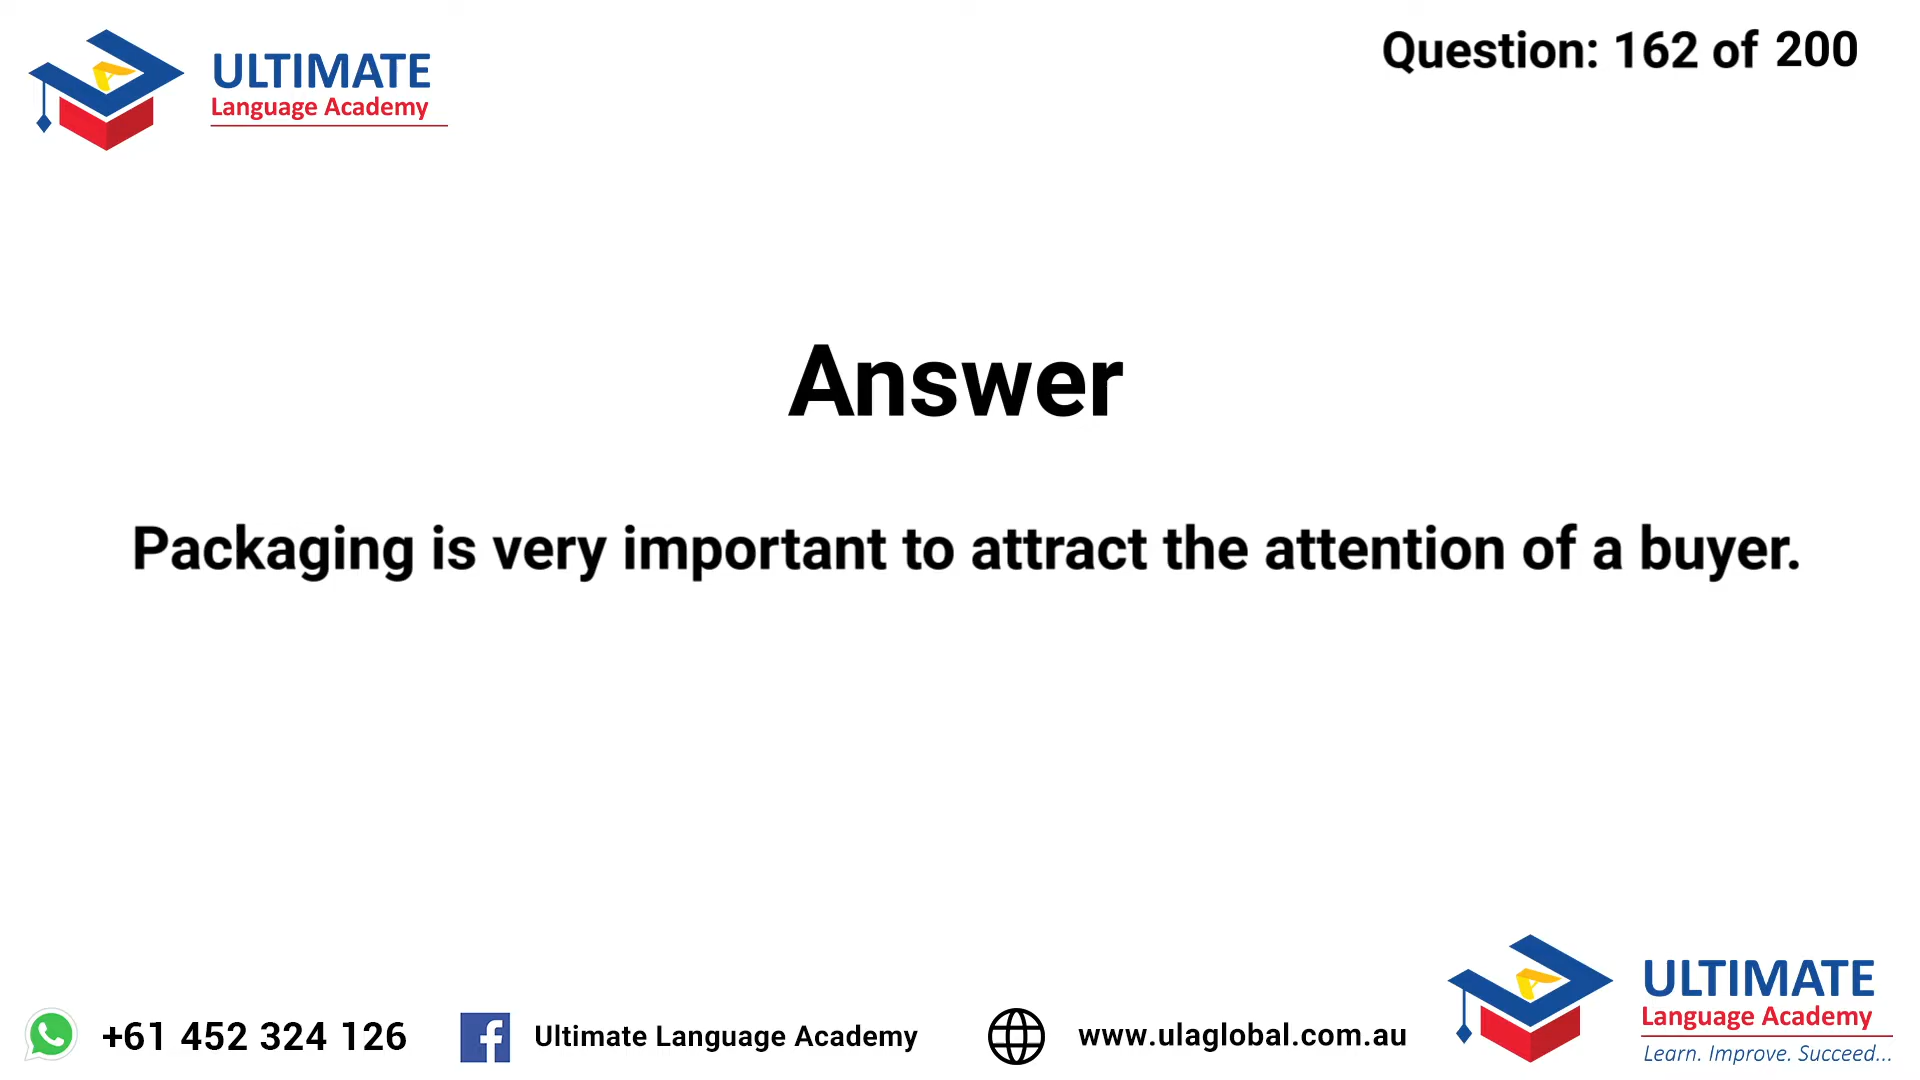 ULTIMATE
Language Academy
Question: 162 of 200
Answer
Packaging is very important to attract the attention of a buyer.
+61 452 324 126
Ultimate Language Academy
www.ulaglobal.com.au
ULTIMATE
Language Academy
Learn. Improve. Succeed...